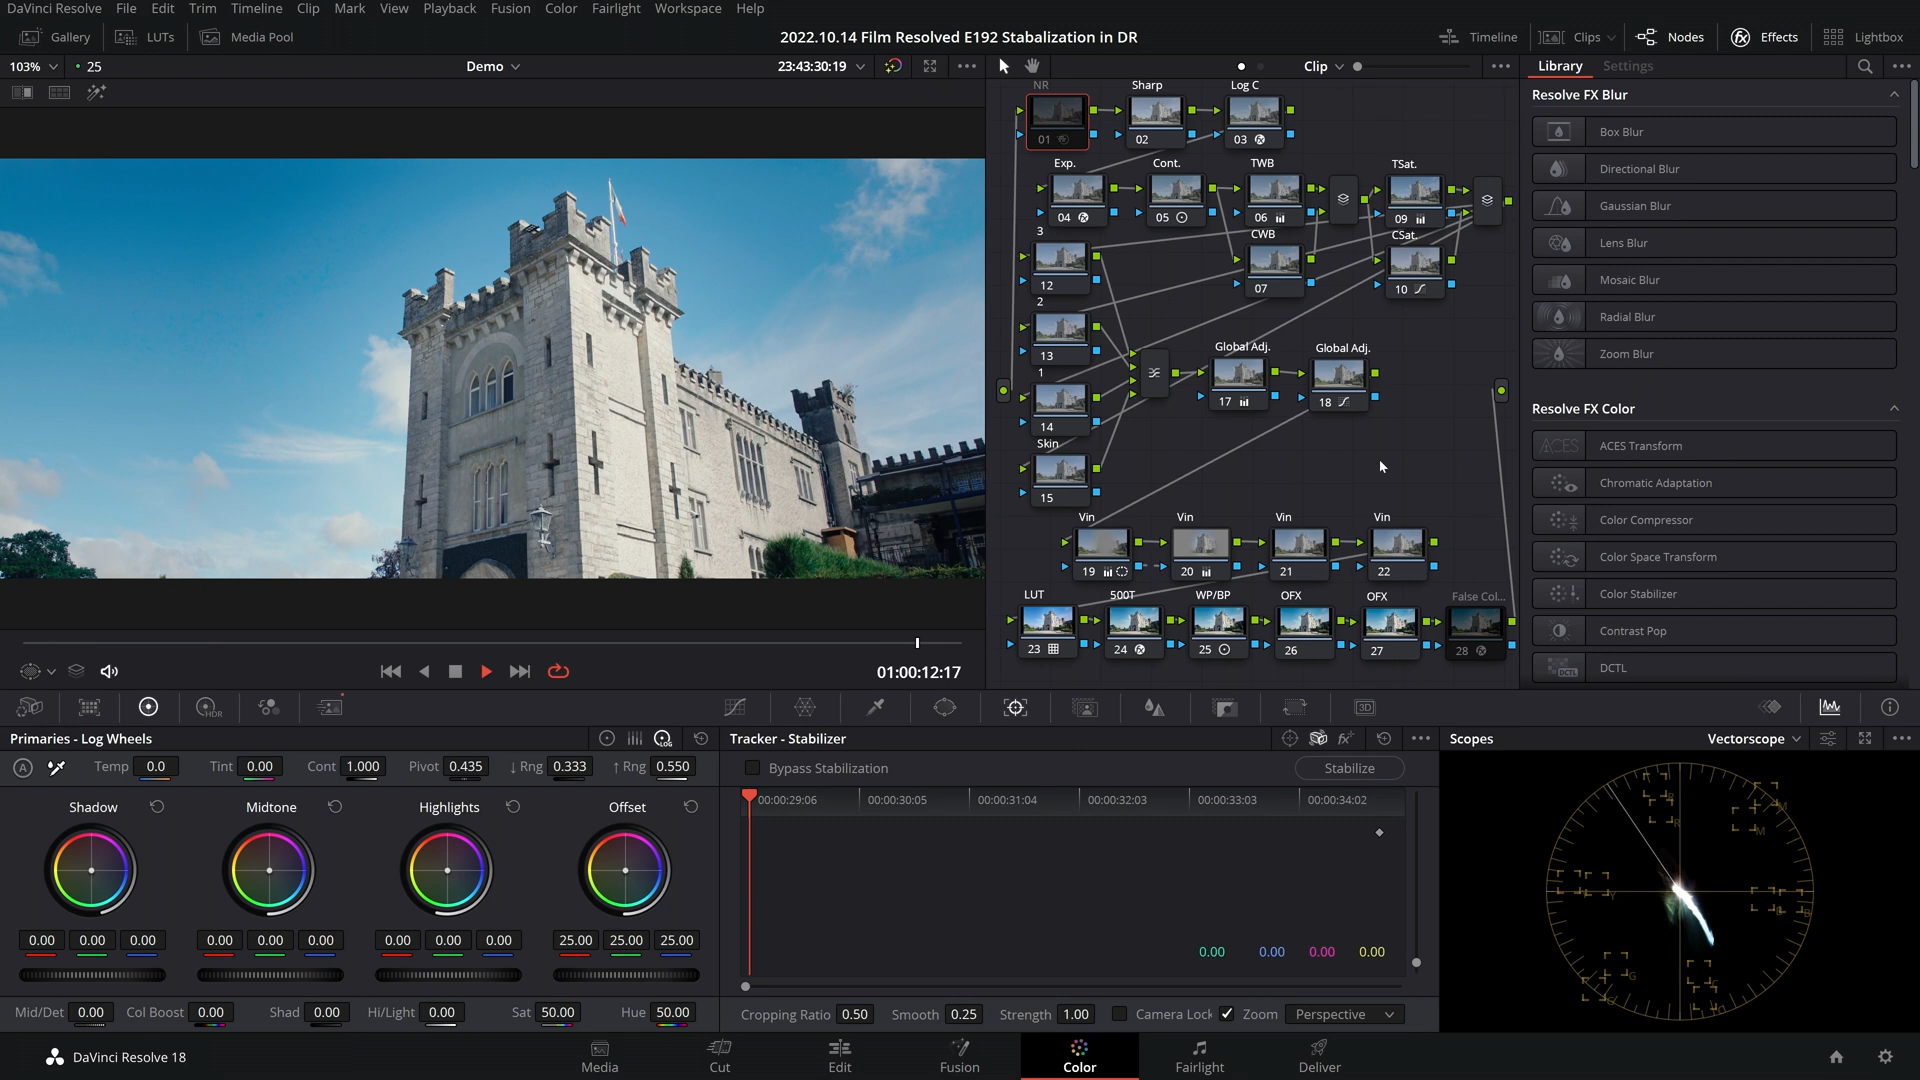 DaVinci Resolve File Edit Trim Timeline Clip Mark View Playback Fusion Color Fairlight Workspace Help
Gallery LUTs Media Pool 2022.10.14 Film Resolved E192 Stabalization in DR Timeline Clips Nodes Effects Lightbox
103% 25 Demo 23:43:30:19 Clip Library Settings
NR Sharp Log C
01 02 03
Exp. Cont. TWB TSat.
04 05 06 09
3 CWB CSat.
12 07 10
2
13
1 Global Adj. Global Adj.
14 17 18
Skin
15
Vin Vin Vin Vin
19 20 21 22
LUT 500T WP/BP OFX OFX False Col...
23 24 25 26 27 28
Resolve FX Blur
Box Blur
Directional Blur
Gaussian Blur
Lens Blur
Mosaic Blur
Radial Blur
Zoom Blur
Resolve FX Color
ACES Transform
Chromatic Adaptation
Color Compressor
Color Space Transform
Color Stabilizer
Contrast Pop
DCTL
01:00:12:17
HDR 3D
Primaries - Log Wheels LOG
A Temp 0.0 Tint 0.00 Cont 1.000 Pivot 0.435 ↓ Rng 0.333 ↑ Rng 0.550
Shadow Midtone Highlights Offset
0.00 0.00 0.00 0.00 0.00 0.00 0.00 0.00 0.00 25.00 25.00 25.00
Mid/Det 0.00 Col Boost 0.00 Shad 0.00 Hi/Light 0.00 Sat 50.00 Hue 50.00
Tracker - Stabilizer fx
Bypass Stabilization Stabilize
00:00:29:06 00:00:30:05 00:00:31:04 00:00:32:03 00:00:33:03 00:00:34:02
0.00 0.00 0.00 0.00
Cropping Ratio 0.50 Smooth 0.25 Strength 1.00 Camera Lock Zoom Perspective
Scopes Vectorscope
R
R
M
M
Y
B
B
G
C
DaVinci Resolve 18 Media Cut Edit Fusion Color Fairlight Deliver